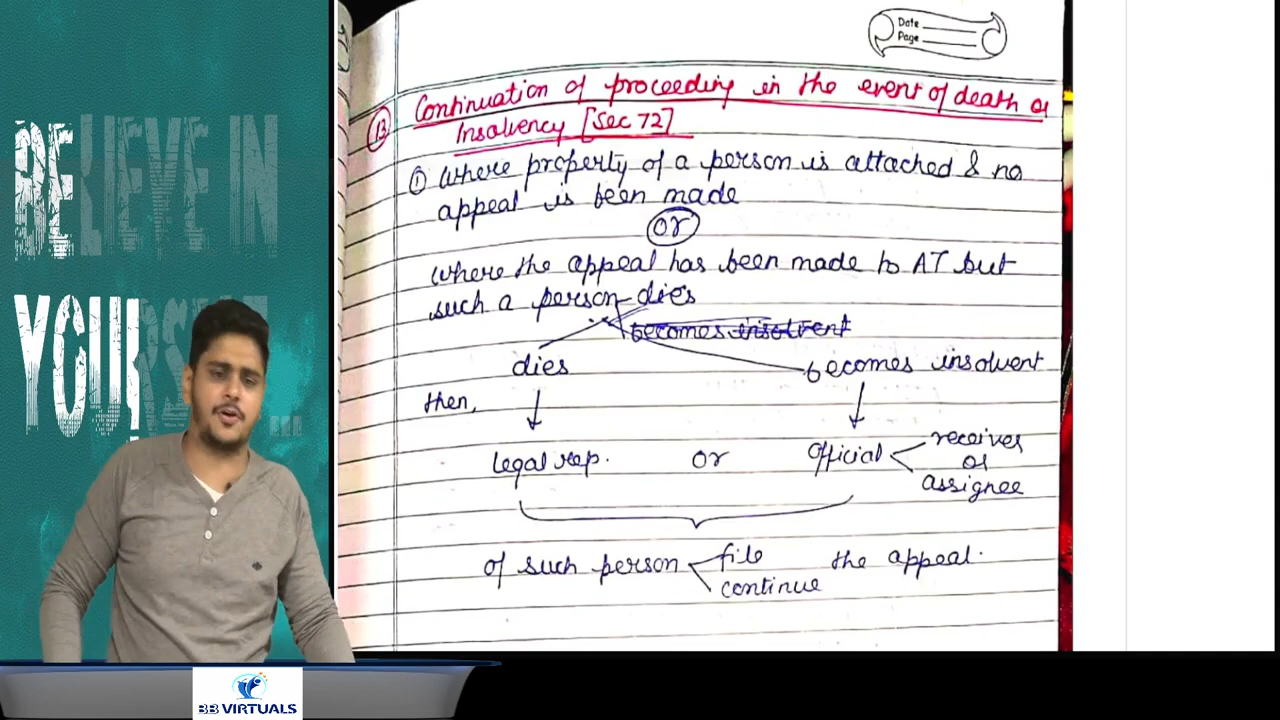 BELIEVE IN
YOURSELF...
Date
Page
13 Continuation of proceeding in the event of death or
Insolvency [Sec 72]
① Where property of a person is attached & no
appeal is been made
or
where the appeal has been made to AT but
such a person dies
becomes insolvent
dies
becomes insolvent
then,
legal rep. or official receiver
or
assignee
of such person file the appeal.
continue
BB VIRTUALS